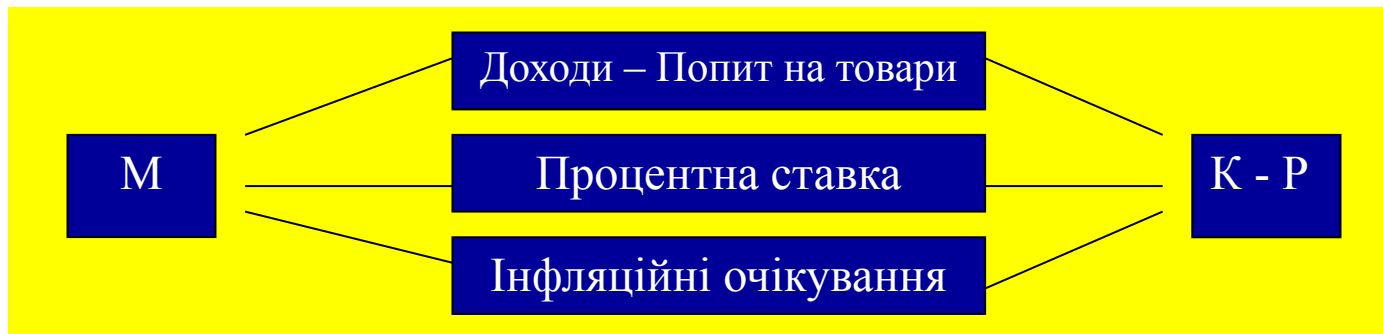 Доходи – Попит на товари
М
Процентна ставка
К - Р
Інфляційні очікування